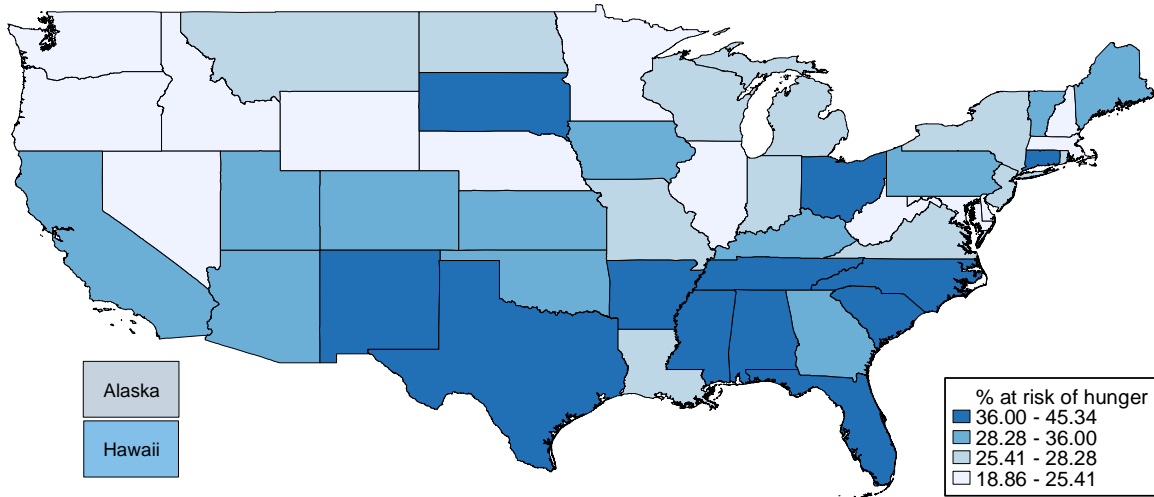 Alaska
Hawaii
% at risk of hunger
36.00 - 45.34
28.28 - 36.00
25.41 - 28.28
18.86 - 25.41